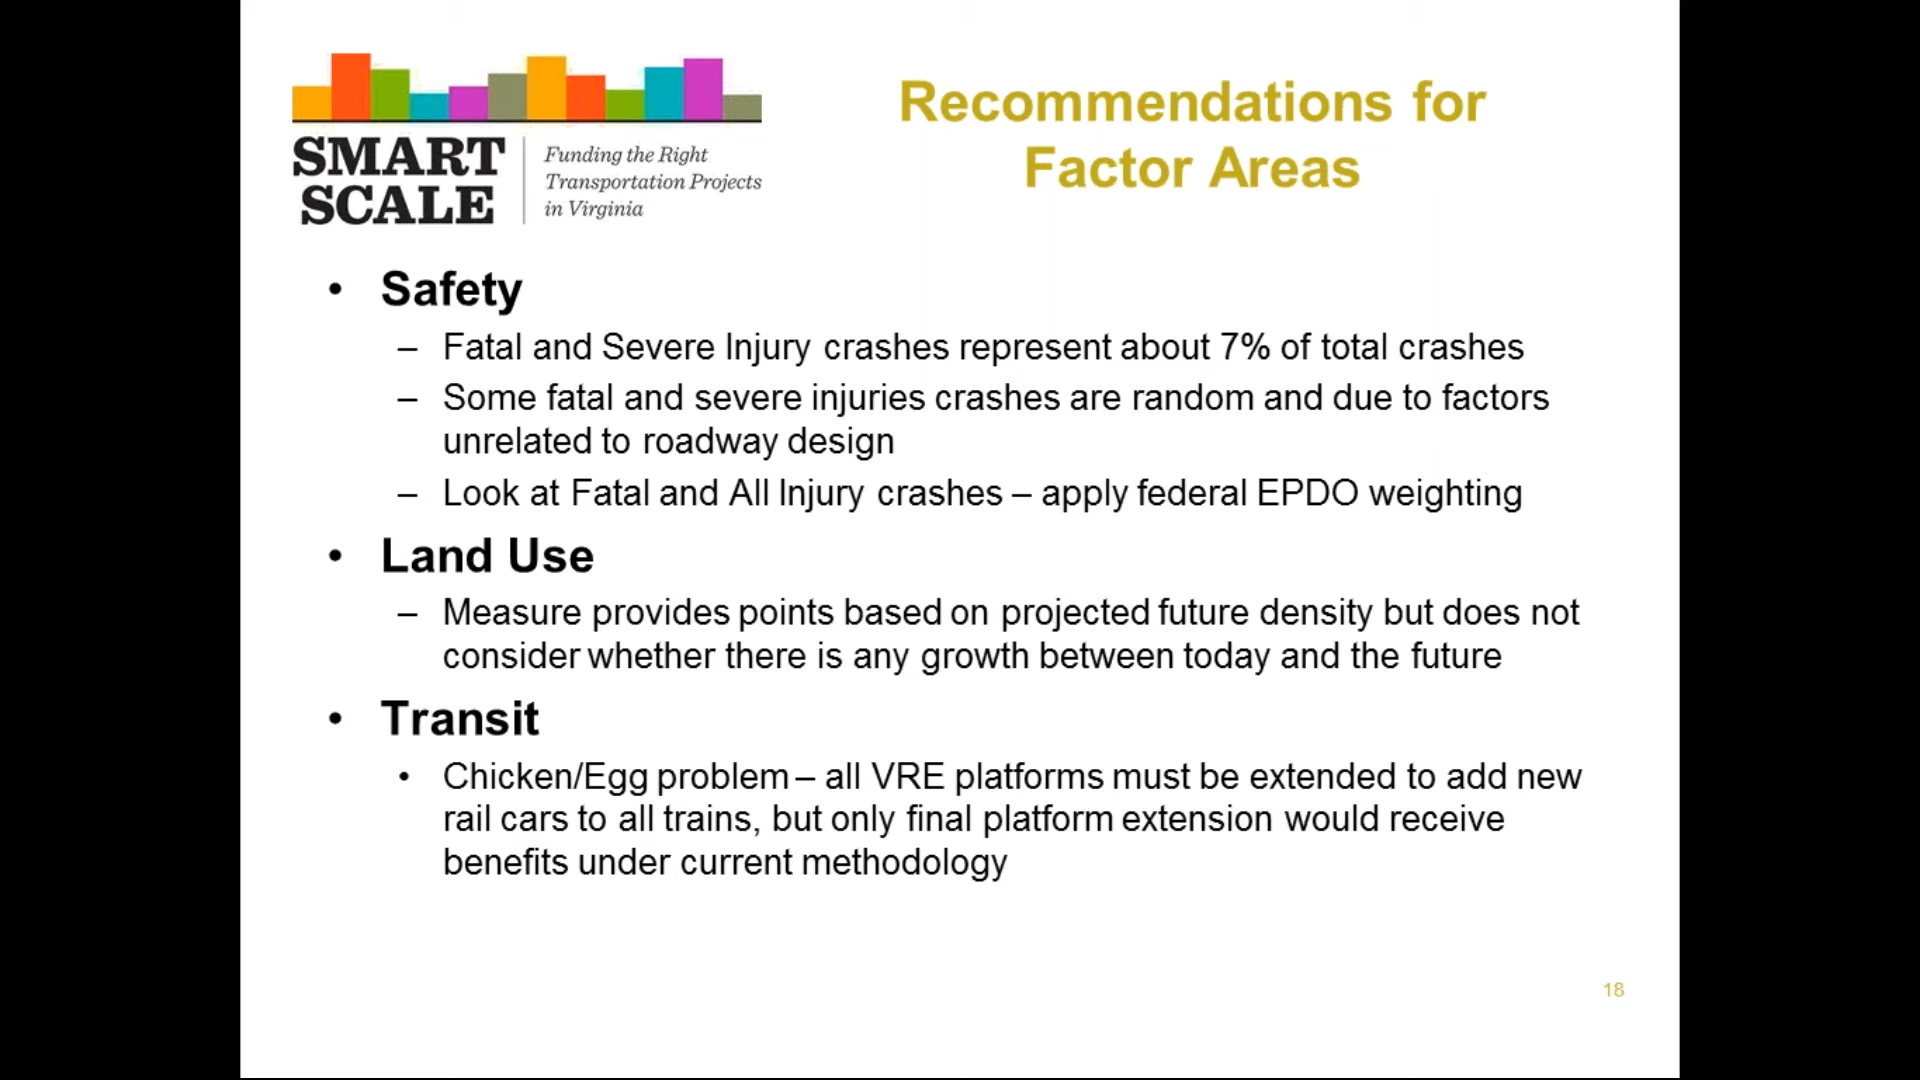 SMART
SCALE
Funding the Right
Transportation Projects
in Virginia
Recommendations for
Factor Areas
• Safety
– Fatal and Severe Injury crashes represent about 7% of total crashes
– Some fatal and severe injuries crashes are random and due to factors
unrelated to roadway design
– Look at Fatal and All Injury crashes – apply federal EPDO weighting
• Land Use
– Measure provides points based on projected future density but does not
consider whether there is any growth between today and the future
• Transit
• Chicken/Egg problem – all VRE platforms must be extended to add new
rail cars to all trains, but only final platform extension would receive
benefits under current methodology
18